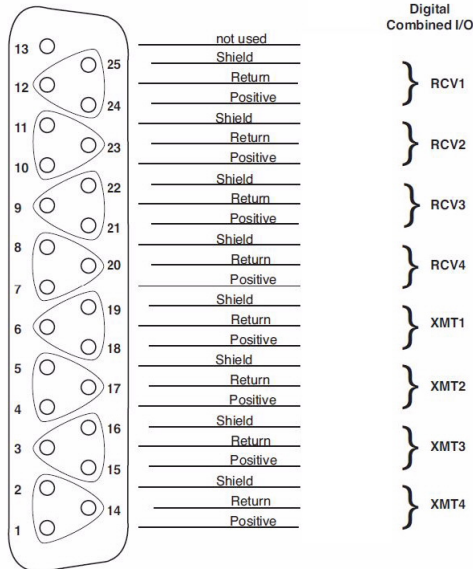 Digital
Combined I/O
13 not used
25 Shield
12 Return RCV1
24 Positive
11 Shield
23 Return RCV2
10 Positive
22 Shield
9 Return RCV3
21 Positive
8 Shield
20 Return RCV4
7 Positive
19 Shield
6 Return XMT1
18 Positive
5 Shield
17 Return XMT2
4 Positive
16 Shield
3 Return XMT3
15 Positive
2 Shield
14 Return XMT4
1 Positive